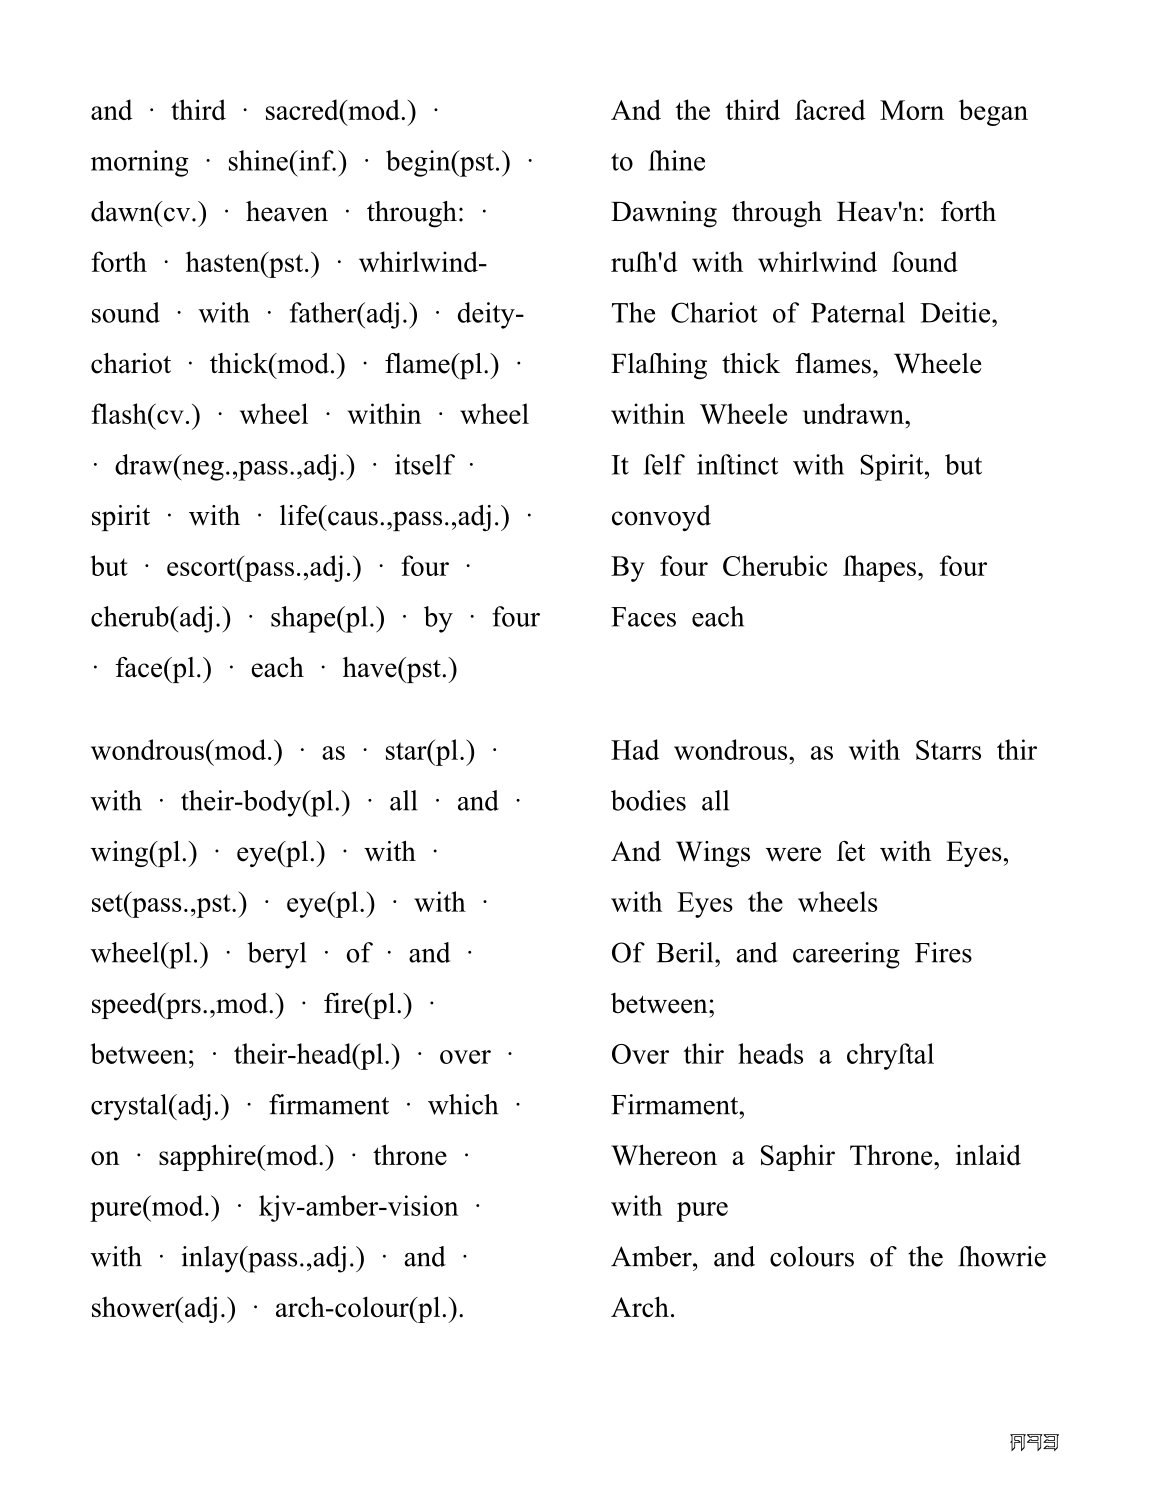 and · third · sacred(mod.) ·
morning · shine(inf.) · begin(pst.) ·
dawn(cv.) · heaven · through: ·
forth · hasten(pst.) · whirlwind-
sound · with · father(adj.) · deity-
chariot · thick(mod.) · flame(pl.) ·
flash(cv.) · wheel · within · wheel
· draw(neg.,pass.,adj.) · itself ·
spirit · with · life(caus.,pass.,adj.) ·
but · escort(pass.,adj.) · four ·
cherub(adj.) · shape(pl.) · by · four
· face(pl.) · each · have(pst.)
And the third ſacred Morn began
to ſhine
Dawning through Heav'n: forth
ruſh'd with whirlwind ſound
The Chariot of Paternal Deitie,
Flaſhing thick flames, Wheele
within Wheele undrawn,
It ſelf inſtinct with Spirit, but
convoyd
By four Cherubic ſhapes, four
Faces each
wondrous(mod.) · as · star(pl.) ·
with · their-body(pl.) · all · and ·
wing(pl.) · eye(pl.) · with ·
set(pass.,pst.) · eye(pl.) · with ·
wheel(pl.) · beryl · of · and ·
speed(prs.,mod.) · fire(pl.) ·
between; · their-head(pl.) · over ·
crystal(adj.) · firmament · which ·
on · sapphire(mod.) · throne ·
pure(mod.) · kjv-amber-vision ·
with · inlay(pass.,adj.) · and ·
shower(adj.) · arch-colour(pl.).
Had wondrous, as with Starrs thir
bodies all
And Wings were ſet with Eyes,
with Eyes the wheels
Of Beril, and careering Fires
between;
Over thir heads a chryſtal
Firmament,
Whereon a Saphir Throne, inlaid
with pure
Amber, and colours of the ſhowrie
Arch.